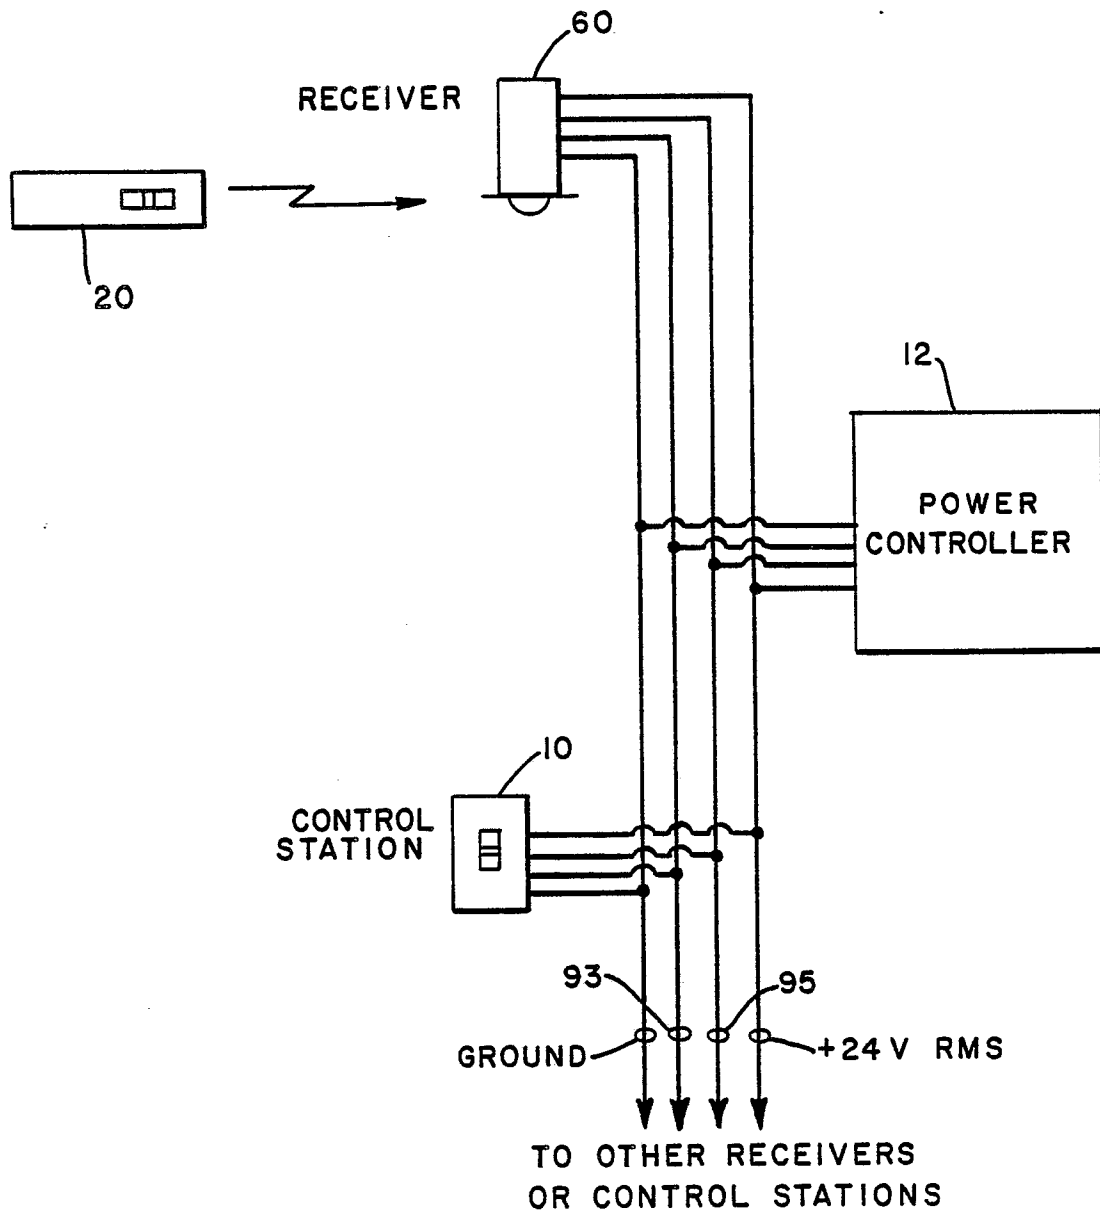 60
RECEIVER
20
12
POWER
CONTROLLER
10
CONTROL
STATION
93
95
GROUND
+24V RMS
TO OTHER RECEIVERS
OR CONTROL STATIONS